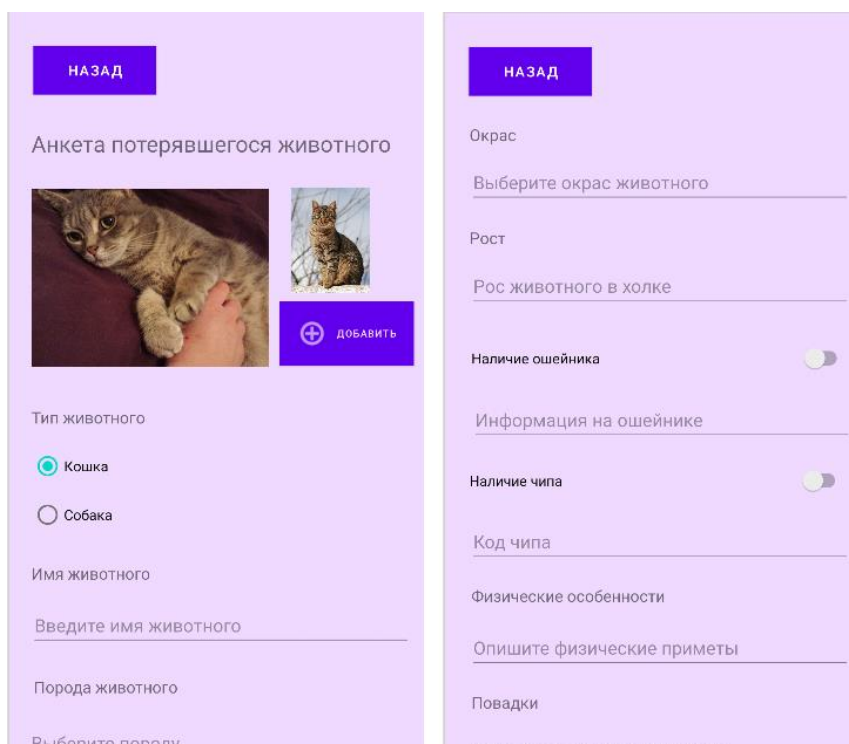 НАЗАД
Анкета потерявшегося животного
ДОБАВИТЬ
Тип животного
Кошка
Собака
Имя животного
Введите имя животного
Порода животного
Выберите породу
НАЗАД
Окрас
Выберите окрас животного
Рост
Рос животного в холке
Наличие ошейника
Информация на ошейнике
Наличие чипа
Код чипа
Физические особенности
Опишите физические приметы
Повадки